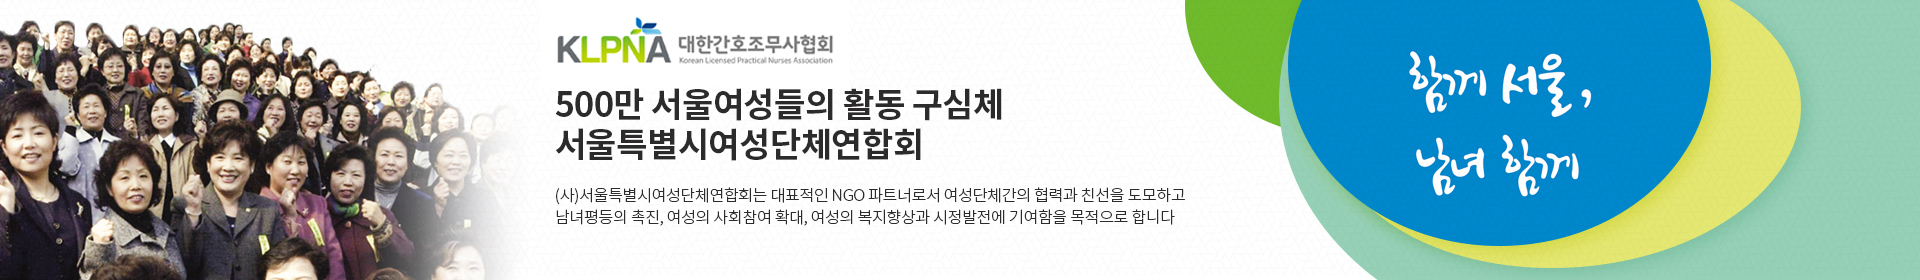 KLPNA 대한간호조무사협회
Korean Licensed Practical Nurses Association
500만 서울여성들의 활동 구심체
서울특별시여성단체연합회
(사)서울특별시여성단체연합회는 대표적인 NGO 파트너로서 여성단체간의 협력과 친선을 도모하고
남녀평등의 촉진, 여성의 사회참여 확대, 여성의 복지향상과 시정발전에 기여함을 목적으로 합니다
함께 서울,
남녀 함께